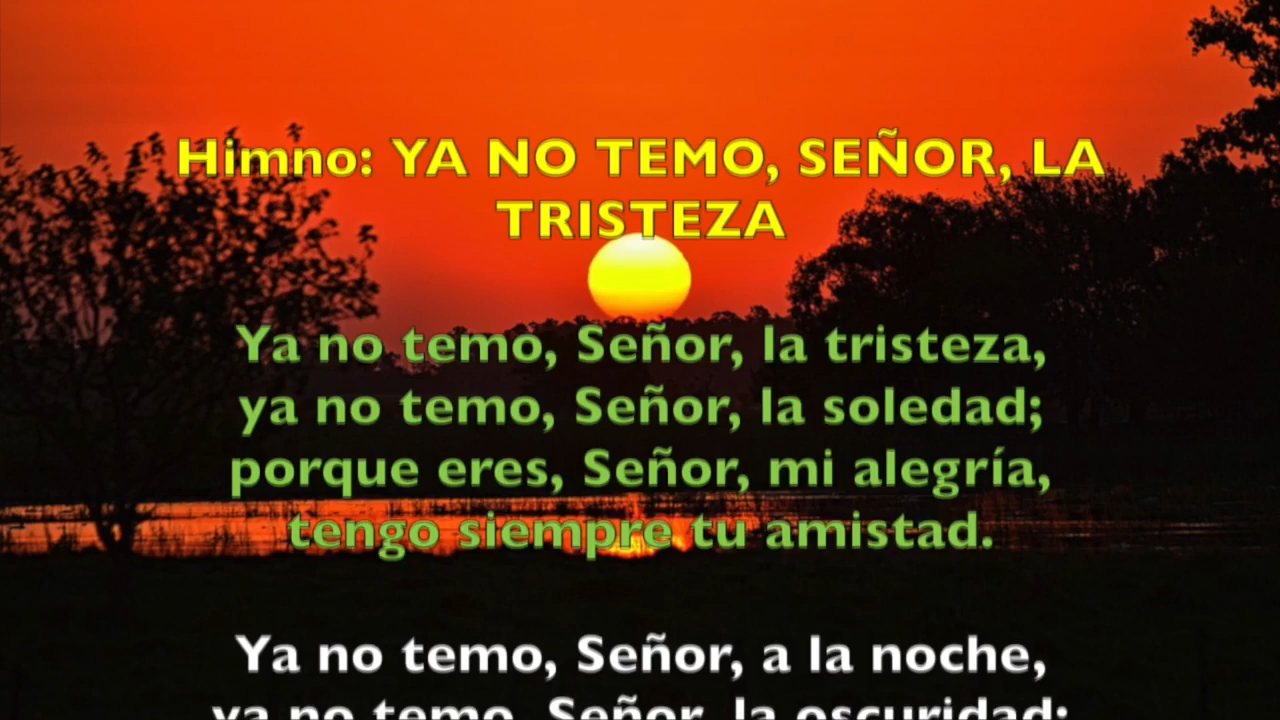 Himno: YA NO TEMO, SEÑOR, LA
TRISTEZA
Ya no temo, Señor, la tristeza,
ya no temo, Señor, la soledad;
porque eres, Señor, mi alegría,
tengo siempre tu amistad.
Ya no temo, Señor, a la noche,
ya no temo, Señor, la oscuridad;